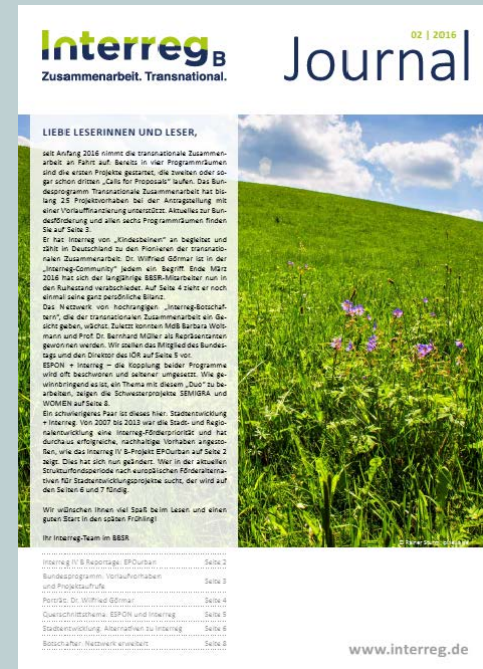 Interreg B
Zusammenarbeit. Transnational.
02 | 2016
Journal
LIEBE LESERINNEN UND LESER,
seit Anfang 2016 nimmt die transnationale Zusammen-
arbeit an Fahrt auf. Bereits in vier Programmräumen
sind die ersten Projekte gestartet, die zweiten oder so-
gar schon dritten „Calls for Proposals" laufen. Das Bun-
desprogramm Transnationale Zusammenarbeit hat bis-
lang 25 Projektvorhaben bei der Antragstellung mit
einer Vorlauffinanzierung unterstützt. Aktuelles zur Bun-
desförderung und allen sechs Programmräumen finden
Sie auf Seite 3.
Er hat Interreg von „Kindesbeinen" an begleitet und
zählt in Deutschland zu den Pionieren der transnatio-
nalen Zusammenarbeit. Dr. Wilfried Görmar ist in der
„Interreg-Community" jedem ein Begriff. Ende März
2016 hat sich der langjährige BBSR-Mitarbeiter nun in
den Ruhestand verabschiedet. Auf Seite 4 zieht er noch
einmal seine ganz persönliche Bilanz.
Das Netzwerk von hochrangigen „Interreg-Botschaf-
tern", die der transnationalen Zusammenarbeit ein Ge-
sicht geben, wächst. Zuletzt konnten MdB Barbara Wolt-
mann und Prof. Dr. Bernhard Müller als Repräsentanten
gewonnen werden. Wir stellen das Mitglied des Bundes-
tags und den Direktor des IÖR auf Seite 5 vor.
ESPON + Interreg – die Kopplung beider Programme
wird oft beschworen und seltener umgesetzt. Wie ge-
winnbringend es ist, ein Thema mit diesem „Duo" zu be-
arbeiten, zeigen die Schwesterprojekte SEMIGRA und
WOMEN auf Seite 8.
Ein schwierigeres Paar ist dieses hier: Stadtentwicklung
+ Interreg. Von 2007 bis 2013 war die Stadt- und Regio-
nalentwicklung eine Interreg-Förderpriorität und hat
durchaus erfolgreiche, nachhaltige Vorhaben angesto-
ßen, wie das Interreg IV B-Projekt EPOurban auf Seite 2
zeigt. Dies hat sich nun geändert. Wer in der aktuellen
Strukturfondsperiode nach europäischen Förderalterna-
tiven für Stadtentwicklungsprojekte sucht, der wird auf
den Seiten 6 und 7 fündig.
Wir wünschen Ihnen viel Spaß beim Lesen und einen
guten Start in den späten Frühling!
Ihr Interreg-Team im BBSR
Interreg IV B Reportage: EPOurban Seite 2
Bundesprogramm: Vorlaufvorhaben
und Projektaufrufe Seite 3
Porträt: Dr. Wilfried Görmar Seite 4
Querschnittsthema: ESPON und Interreg Seite 5
Stadtentwicklung: Alternativen zu Interreg Seite 6
Botschafter: Netzwerk erweitert Seite 8
www.interreg.de